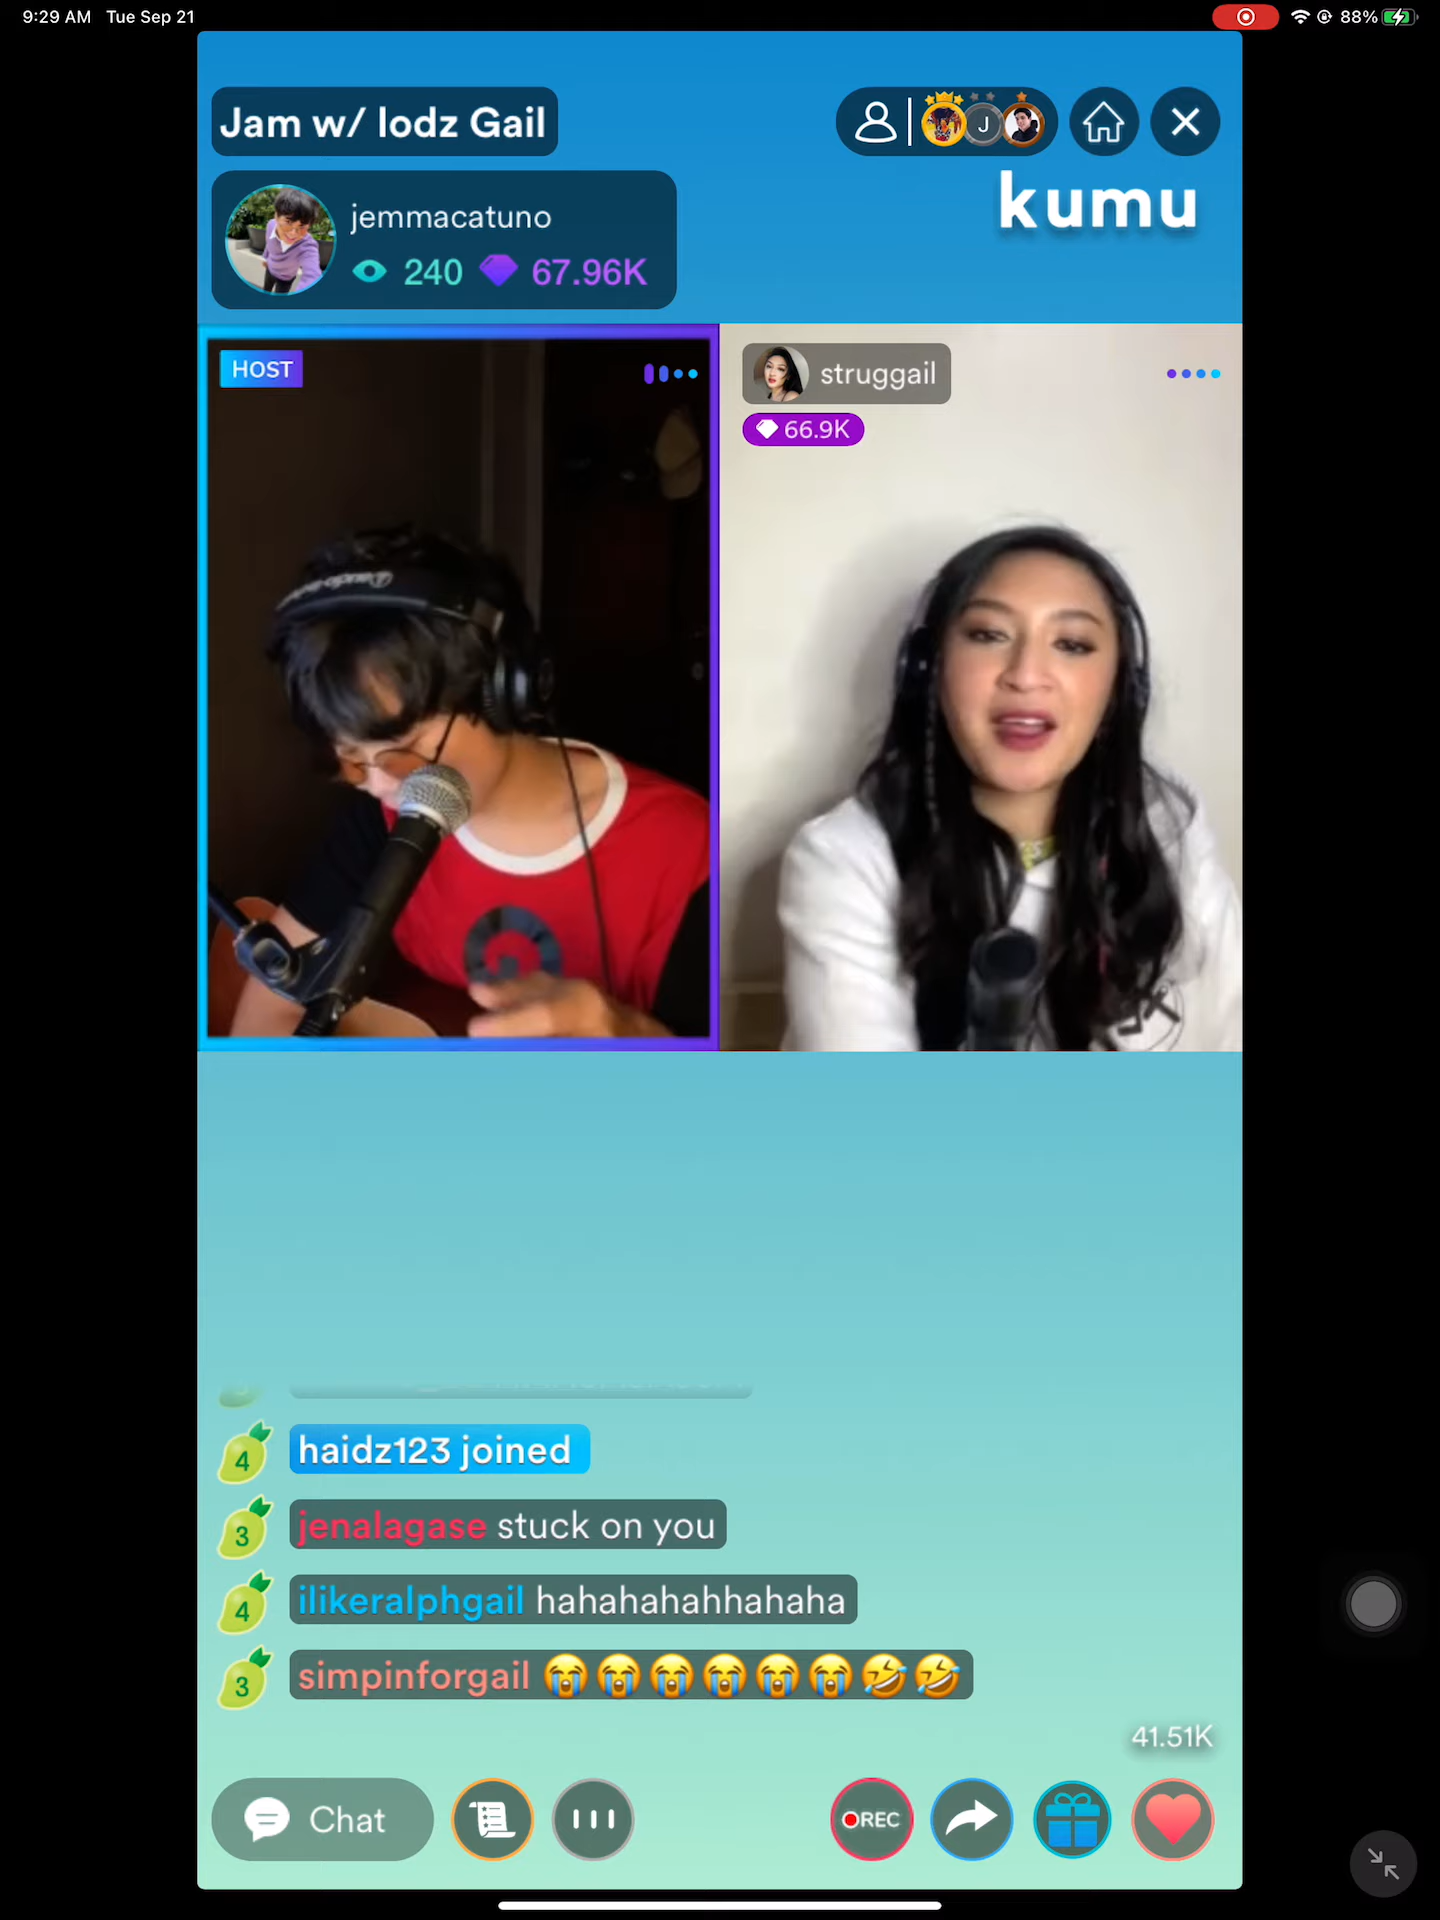 9:29 AM Tue Sep 21
88%
Jam w/ lodz Gail
J
jemmacatuno
240 67.96K
kumu
HOST
struggail
66.9K
4 haidz123 joined
3 jenalagase stuck on you
4 ilikeralphgail hahahahahhahaha
3 simpinforgail 😭😭😭😭😭😭🤣🤣
41.51K
Chat
REC